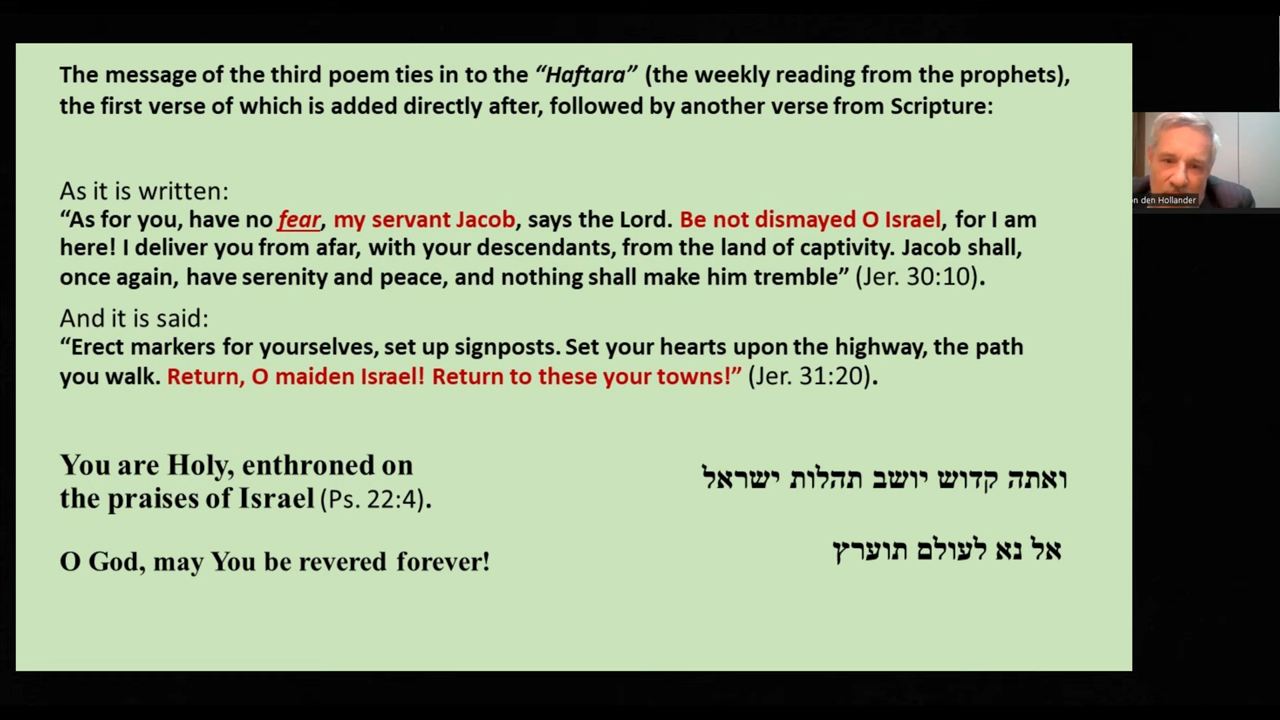 The message of the third poem ties in to the “Haftara” (the weekly reading from the prophets),
the first verse of which is added directly after, followed by another verse from Scripture:
As it is written:
“As for you, have no fear, my servant Jacob, says the Lord. Be not dismayed O Israel, for I am
here! I deliver you from afar, with your descendants, from the land of captivity. Jacob shall,
once again, have serenity and peace, and nothing shall make him tremble” (Jer. 30:10).
And it is said:
“Erect markers for yourselves, set up signposts. Set your hearts upon the highway, the path
you walk. Return, O maiden Israel! Return to these your towns!” (Jer. 31:20).
You are Holy, enthroned on
the praises of Israel (Ps. 22:4).
ואתה קדוש יושב תהלות ישראל
O God, may You be revered forever!
אל נא לעולם תוערץ
den Hollander